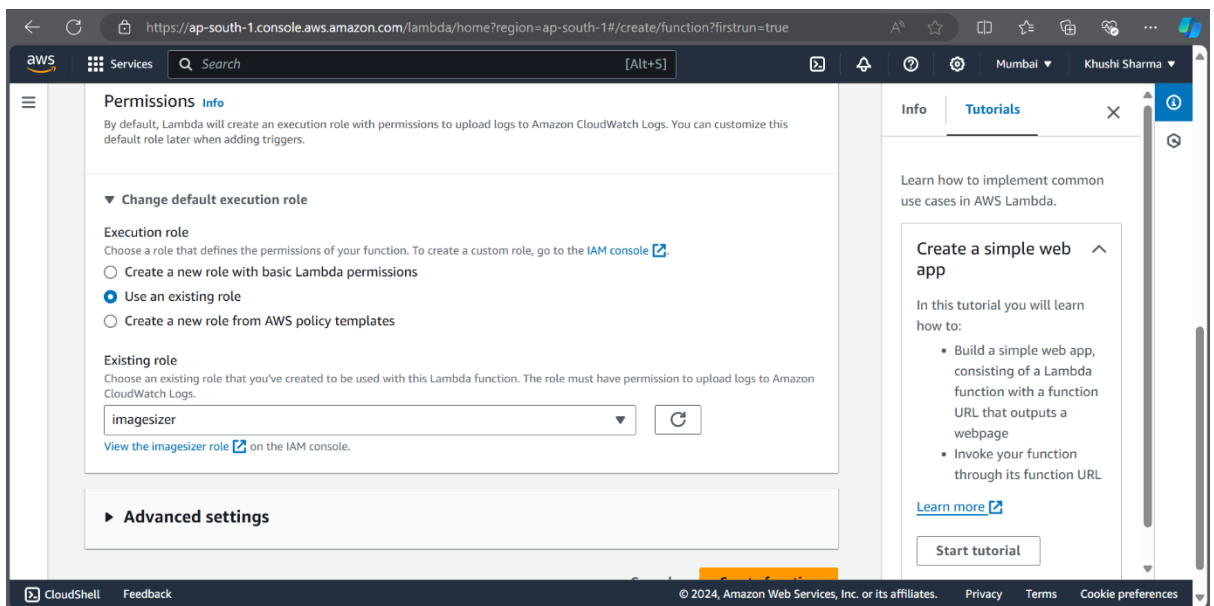 https://ap-south-1.console.aws.amazon.com/lambda/home?region=ap-south-1#/create/function?firstrun=true
aws
Services
Search
[Alt+S]
Mumbai
Khushi Sharma
Permissions Info
By default, Lambda will create an execution role with permissions to upload logs to Amazon CloudWatch Logs. You can customize this
default role later when adding triggers.
Change default execution role
Execution role
Choose a role that defines the permissions of your function. To create a custom role, go to the IAM console.
Create a new role with basic Lambda permissions
Use an existing role
Create a new role from AWS policy templates
Existing role
Choose an existing role that you've created to be used with this Lambda function. The role must have permission to upload logs to Amazon
CloudWatch Logs.
imagesizer
View the imagesizer role on the IAM console.
Advanced settings
Info
Tutorials
Learn how to implement common
use cases in AWS Lambda.
Create a simple web
app
In this tutorial you will learn
how to:
• Build a simple web app,
consisting of a Lambda
function with a function
URL that outputs a
webpage
• Invoke your function
through its function URL
Learn more
Start tutorial
CloudShell
Feedback
© 2024, Amazon Web Services, Inc. or its affiliates.
Privacy
Terms
Cookie preferences